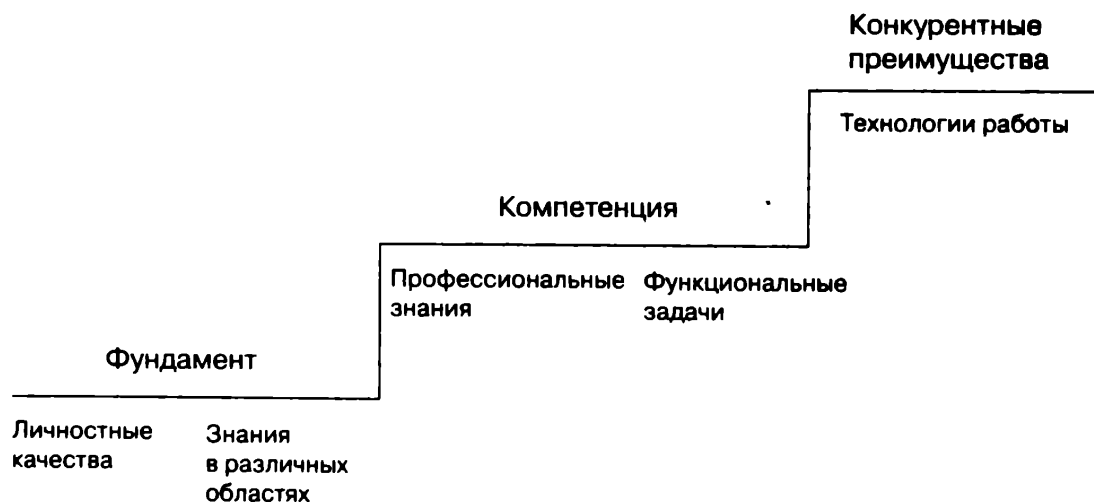 Конкурентные
преимущества
Технологии работы
Компетенция
Профессиональные
знания
Функциональные
задачи
Фундамент
Личностные
качества
Знания
в различных
областях